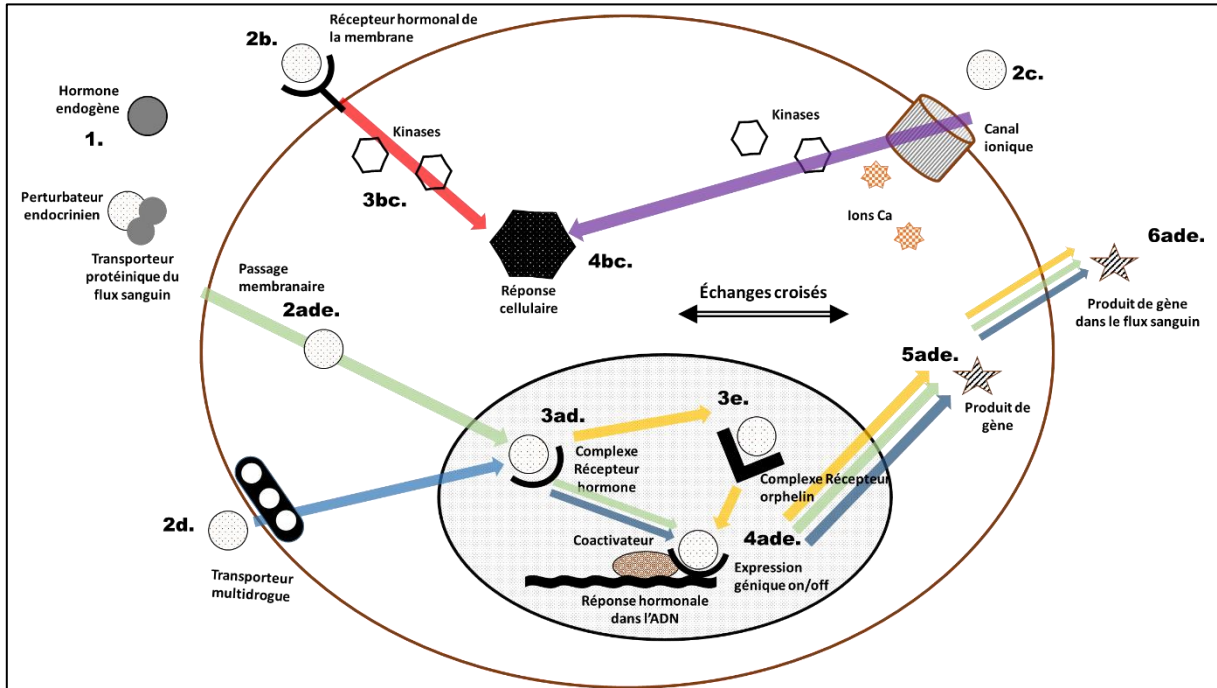 2b.
Récepteur hormonal de
la membrane
2c.
Hormone
endogène
1.
Kinases
Kinases
Canal
ionique
3bc.
Perturbateur
endocrinien
Ions Ca
Transporteur
protéinique du
flux sanguin
Passage
membranaire
2ade.
4bc.
Réponse
cellulaire
6ade.
Échanges croisés
Produit de gène
dans le flux sanguin
5ade.
Produit de
gène
3ad.
3e.
Complexe
Récepteur
hormone
Complexe Récepteur
orphelin
2d.
Transporteur
multidrogue
4ade.
Coactivateur
Expression
génique on/off
Réponse hormonale
dans l'ADN